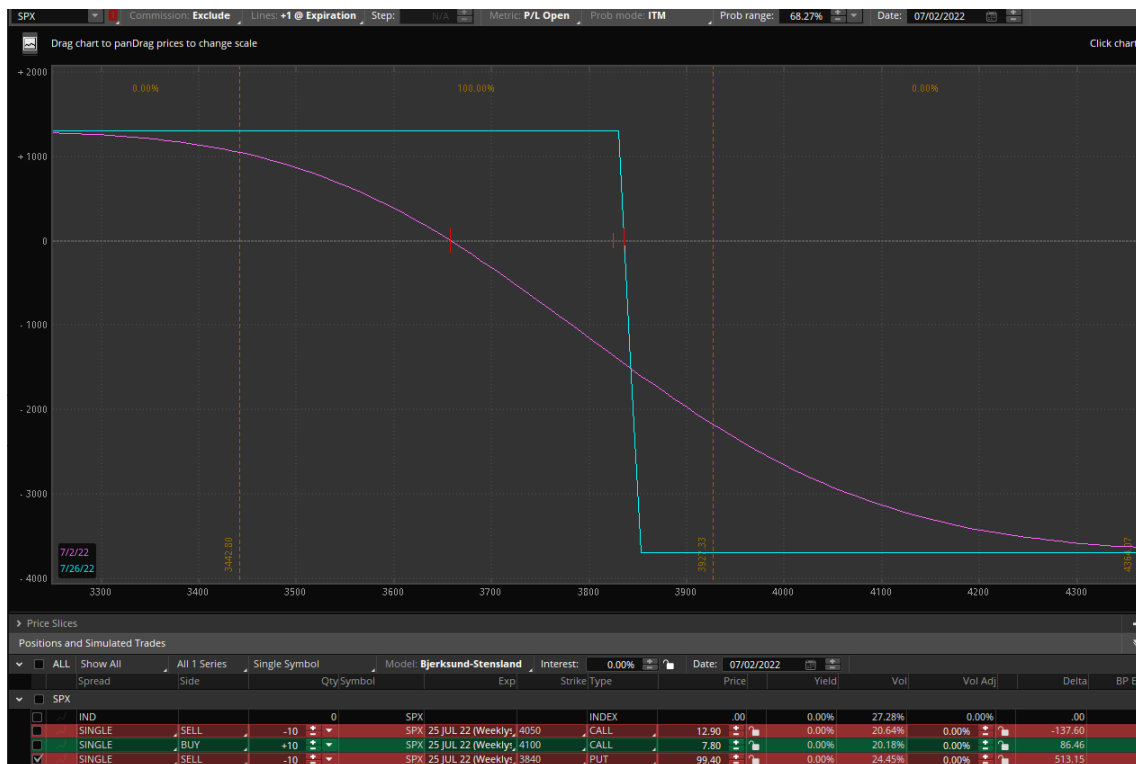 SPX Commission: Exclude Lines: +1 @ Expiration Step: N/A Metric: P/L Open Prob mode: ITM Prob range: 68.27% Date: 07/02/2022
Drag chart to panDrag prices to change scale Click chart
+ 2000
0.00% 100.00% 0.00%
+ 1000
0
- 1000
- 2000
- 3000
7/2/22
7/26/22
3442.80
3927.33
- 4000
3300 3400 3500 3600 3700 3800 3900 4000 4100 4200 4300
> Price Slices
Positions and Simulated Trades
ALL Show All All 1 Series Single Symbol Model: Bjerksund-Stensland Interest: 0.00% Date: 07/02/2022
Spread Side Qty Symbol Exp Strike Type Price Yield Vol Vol Adj Delta BP E
SPX
IND 0 SPX INDEX .00 0.00% 27.28% 0.00% .00
SINGLE SELL -10 SPX 25 JUL 22 (Weeklys 4050 CALL 12.90 0.00% 20.64% 0.00% -137.60
SINGLE BUY +10 SPX 25 JUL 22 (Weeklys 4100 CALL 7.80 0.00% 20.18% 0.00% 86.46
SINGLE SELL -10 SPX 25 JUL 22 (Weeklys 3840 PUT 99.40 0.00% 24.45% 0.00% 513.15